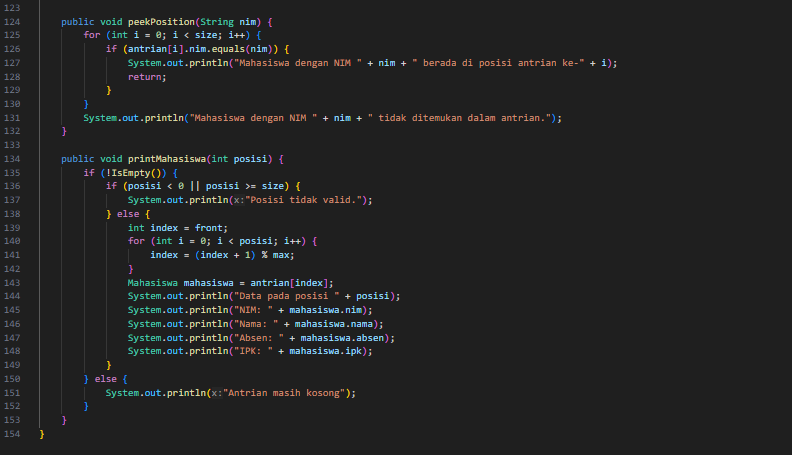 123
124 public void peekPosition(String nim) {
125 for (int i = 0; i < size; i++) {
126 if (antrian[i].nim.equals(nim)) {
127 System.out.println("Mahasiswa dengan NIM " + nim + " berada di posisi antrian ke-" + i);
128 return;
129 }
130 }
131 System.out.println("Mahasiswa dengan NIM " + nim + " tidak ditemukan dalam antrian.");
132 }
133
134 public void printMahasiswa(int posisi) {
135 if (!IsEmpty()) {
136 if (posisi < 0 || posisi >= size) {
137 System.out.println(x:"Posisi tidak valid.");
138 } else {
139 int index = front;
140 for (int i = 0; i < posisi; i++) {
141 index = (index + 1) % max;
142 }
143 Mahasiswa mahasiswa = antrian[index];
144 System.out.println("Data pada posisi " + posisi);
145 System.out.println("NIM: " + mahasiswa.nim);
146 System.out.println("Nama: " + mahasiswa.nama);
147 System.out.println("Absen: " + mahasiswa.absen);
148 System.out.println("IPK: " + mahasiswa.ipk);
149 }
150 } else {
151 System.out.println(x:"Antrian masih kosong");
152 }
153 }
154 }